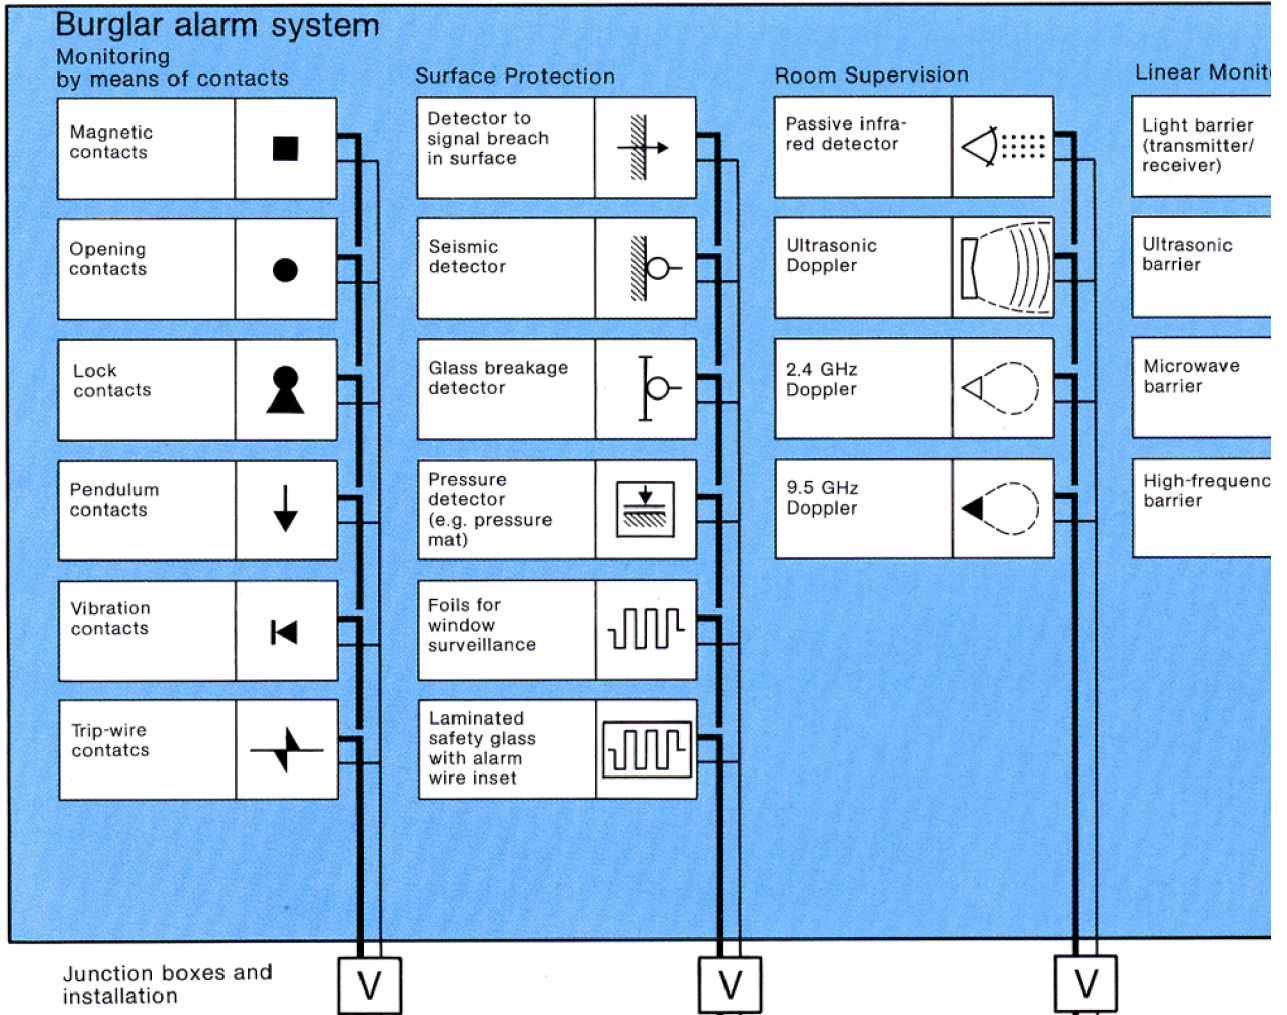 Burglar alarm system
Monitoring
by means of contacts
Magnetic
contacts
Opening
contacts
Lock
contacts
Pendulum
contacts
Vibration
contacts
Trip-wire
contatcs
Surface Protection
Detector to
signal breach
in surface
Seismic
detector
Glass breakage
detector
Pressure
detector
(e.g. pressure
mat)
Foils for
window
surveillance
Laminated
safety glass
with alarm
wire inset
Room Supervision
Passive infra-
red detector
Ultrasonic
Doppler
2.4 GHz
Doppler
9.5 GHz
Doppler
Linear Monit
Light barrier
(transmitter/
receiver)
Ultrasonic
barrier
Microwave
barrier
High-frequenc
barrier
Junction boxes and
installation
V
V
V